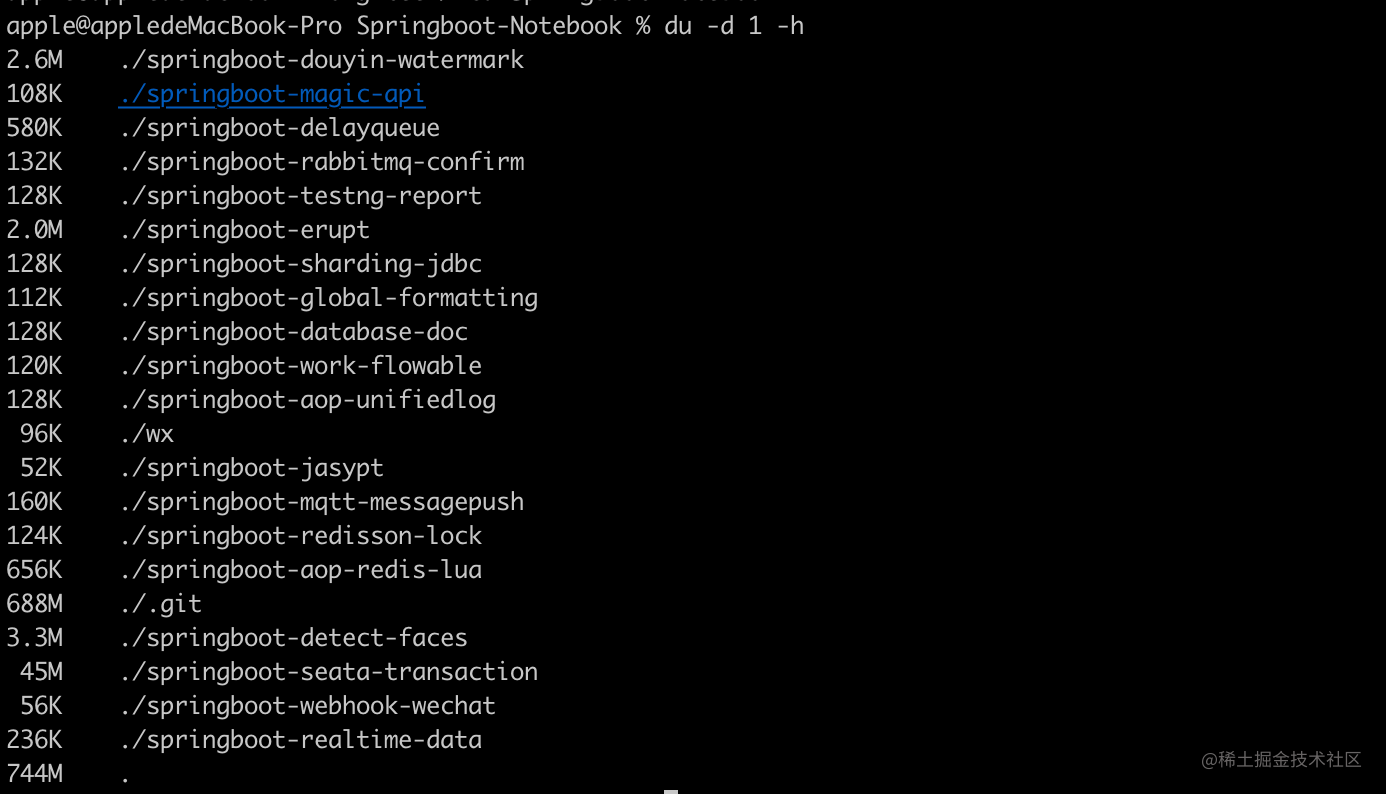 apple@appledeMacBook-Pro Springboot-Notebook % du -d 1 -h
2.6M    ./springboot-douyin-watermark
108K    ./springboot-magic-api
580K    ./springboot-delayqueue
132K    ./springboot-rabbitmq-confirm
128K    ./springboot-testng-report
2.0M    ./springboot-erupt
128K    ./springboot-sharding-jdbc
112K    ./springboot-global-formatting
128K    ./springboot-database-doc
120K    ./springboot-work-flowable
128K    ./springboot-aop-unifiedlog
 96K    ./wx
 52K    ./springboot-jasypt
160K    ./springboot-mqtt-messagepush
124K    ./springboot-redisson-lock
656K    ./springboot-aop-redis-lua
688M    ./.git
3.3M    ./springboot-detect-faces
 45M    ./springboot-seata-transaction
 56K    ./springboot-webhook-wechat
236K    ./springboot-realtime-data
744M    .
@稀土掘金技术社区